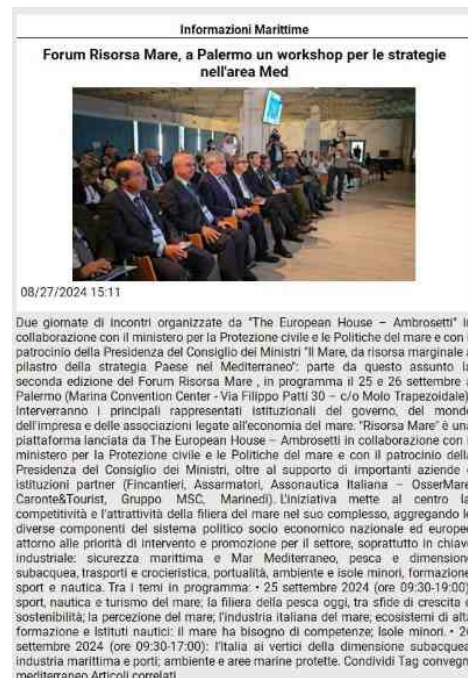 Informazioni Marittime
Forum Risorsa Mare, a Palermo un workshop per le strategie
nell'area Med
08/27/2024 15:11
Due giornate di incontri organizzate da "The European House – Ambrosetti" in
collaborazione con il ministero per la Protezione civile e le Politiche del mare e con i
patrocinio della Presidenza del Consiglio dei Ministri "Il Mare, da risorsa marginale a
pilastro della strategia Paese nel Mediterraneo": parte da questo assunto la
seconda edizione del Forum Risorsa Mare , in programma il 25 e 26 settembre a
Palermo (Marina Convention Center - Via Filippo Patti 30 – c/o Molo Trapezoidale).
Interverranno i principali rappresentati istituzionali del governo, del mondo
dell'impresa e delle associazioni legate all'economia del mare. "Risorsa Mare" è una
piattaforma lanciata da The European House – Ambrosetti in collaborazione con i
ministero per la Protezione civile e le Politiche del mare e con il patrocinio della
Presidenza del Consiglio dei Ministri, oltre al supporto di importanti aziende e
istituzioni partner (Fincantieri, Assarmatori, Assonautica Italiana – OsserMare,
Caronte&Tourist, Gruppo MSC, Marinedi). L'iniziativa mette al centro la
competitività e l'attrattività della filiera del mare nel suo complesso, aggregando le
diverse componenti del sistema politico socio economico nazionale ed europeo
attorno alle priorità di intervento e promozione per il settore, soprattutto in chiave
industriale: sicurezza marittima e Mar Mediterraneo, pesca e dimensione
subacquea, trasporti e crocieristica, portualità, ambiente e isole minori, formazione,
sport e nautica. Tra i temi in programma: • 25 settembre 2024 (ore 09:30-19:00):
sport, nautica e turismo del mare; la filiera della pesca oggi, tra sfide di crescita e
sostenibilità; la percezione del mare; l'industria italiana del mare; ecosistemi di alta
formazione e Istituti nautici: il mare ha bisogno di competenze; Isole minori. • 26
settembre 2024 (ore 09:30-17:00): l'Italia ai vertici della dimensione subacquea;
industria marittima e porti; ambiente e aree marine protette. Condividi Tag convegni
mediterraneo Articoli correlati